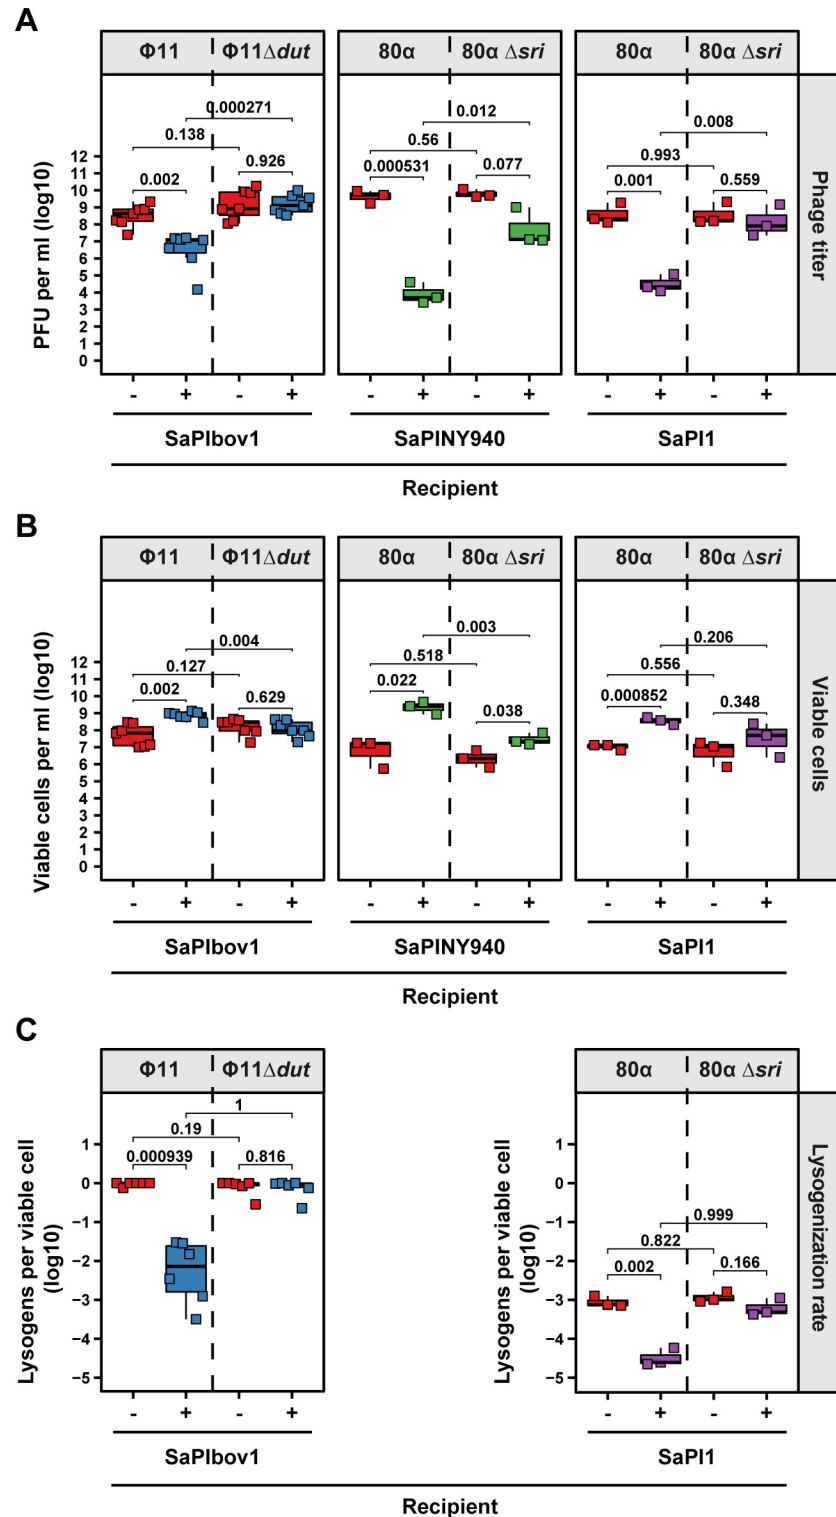 A
Φ11 Φ11Δdut 80α 80α Δsri 80α 80α Δsri
0.000271 0.012 0.008
0.138 0.56 0.993
0.002 0.926 0.000531 0.077 0.001 0.559
PFU per ml (log10)
12
11
10
9
8
7
6
5
4
3
2
1
0
Phage titer
- + - + - + - + - + - +
SaPIbov1 SaPINY940 SaPI1
Recipient
B
Φ11 Φ11Δdut 80α 80α Δsri 80α 80α Δsri
0.004 0.003 0.206
0.127 0.518 0.556
0.002 0.629 0.022 0.038 0.000852 0.348
Viable cells per ml (log10)
12
11
10
9
8
7
6
5
4
3
2
1
0
Viable cells
- + - + - + - + - + - +
SaPIbov1 SaPINY940 SaPI1
Recipient
C
Φ11 Φ11Δdut 80α 80α Δsri
1
0.19
0.000939 0.816
0.999
0.822
0.002 0.166
Lysogens per viable cell
(log10)
1
0
−1
−2
−3
−4
−5
Lysogens per viable cell
(log10)
1
0
−1
−2
−3
−4
−5
Lysogenization rate
- + - + - + - +
SaPIbov1 SaPI1
Recipient